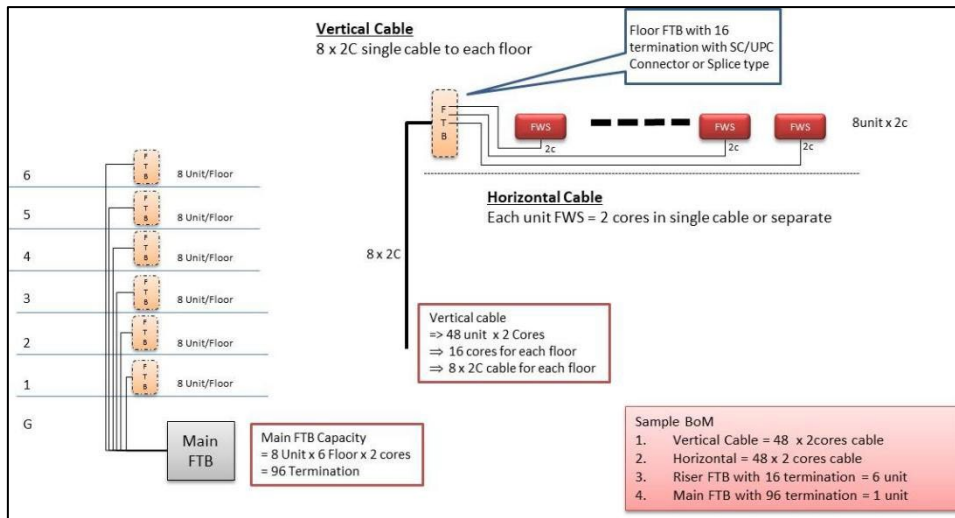 Vertical Cable
8 x 2C single cable to each floor
Floor FTB with 16
termination with SC/UPC
Connector or Splice type
F
T
B
FWS
FWS
FWS
8unit x 2c
2c
2c
2c
Horizontal Cable
Each unit FWS = 2 cores in single cable or separate
8 x 2C
Vertical cable
=> 48 unit x 2 Cores
⇒ 16 cores for each floor
⇒ 8 x 2C cable for each floor
6
F
T
B
8 Unit/Floor
5
F
T
B
8 Unit/Floor
4
F
T
B
8 Unit/Floor
3
F
T
B
8 Unit/Floor
2
F
T
B
8 Unit/Floor
1
F
T
B
8 Unit/Floor
G
Main
FTB
Main FTB Capacity
= 8 Unit x 6 Floor x 2 cores
= 96 Termination
Sample BoM
1. Vertical Cable = 48 x 2cores cable
2. Horizontal = 48 x 2 cores cable
3. Riser FTB with 16 termination = 6 unit
4. Main FTB with 96 termination = 1 unit